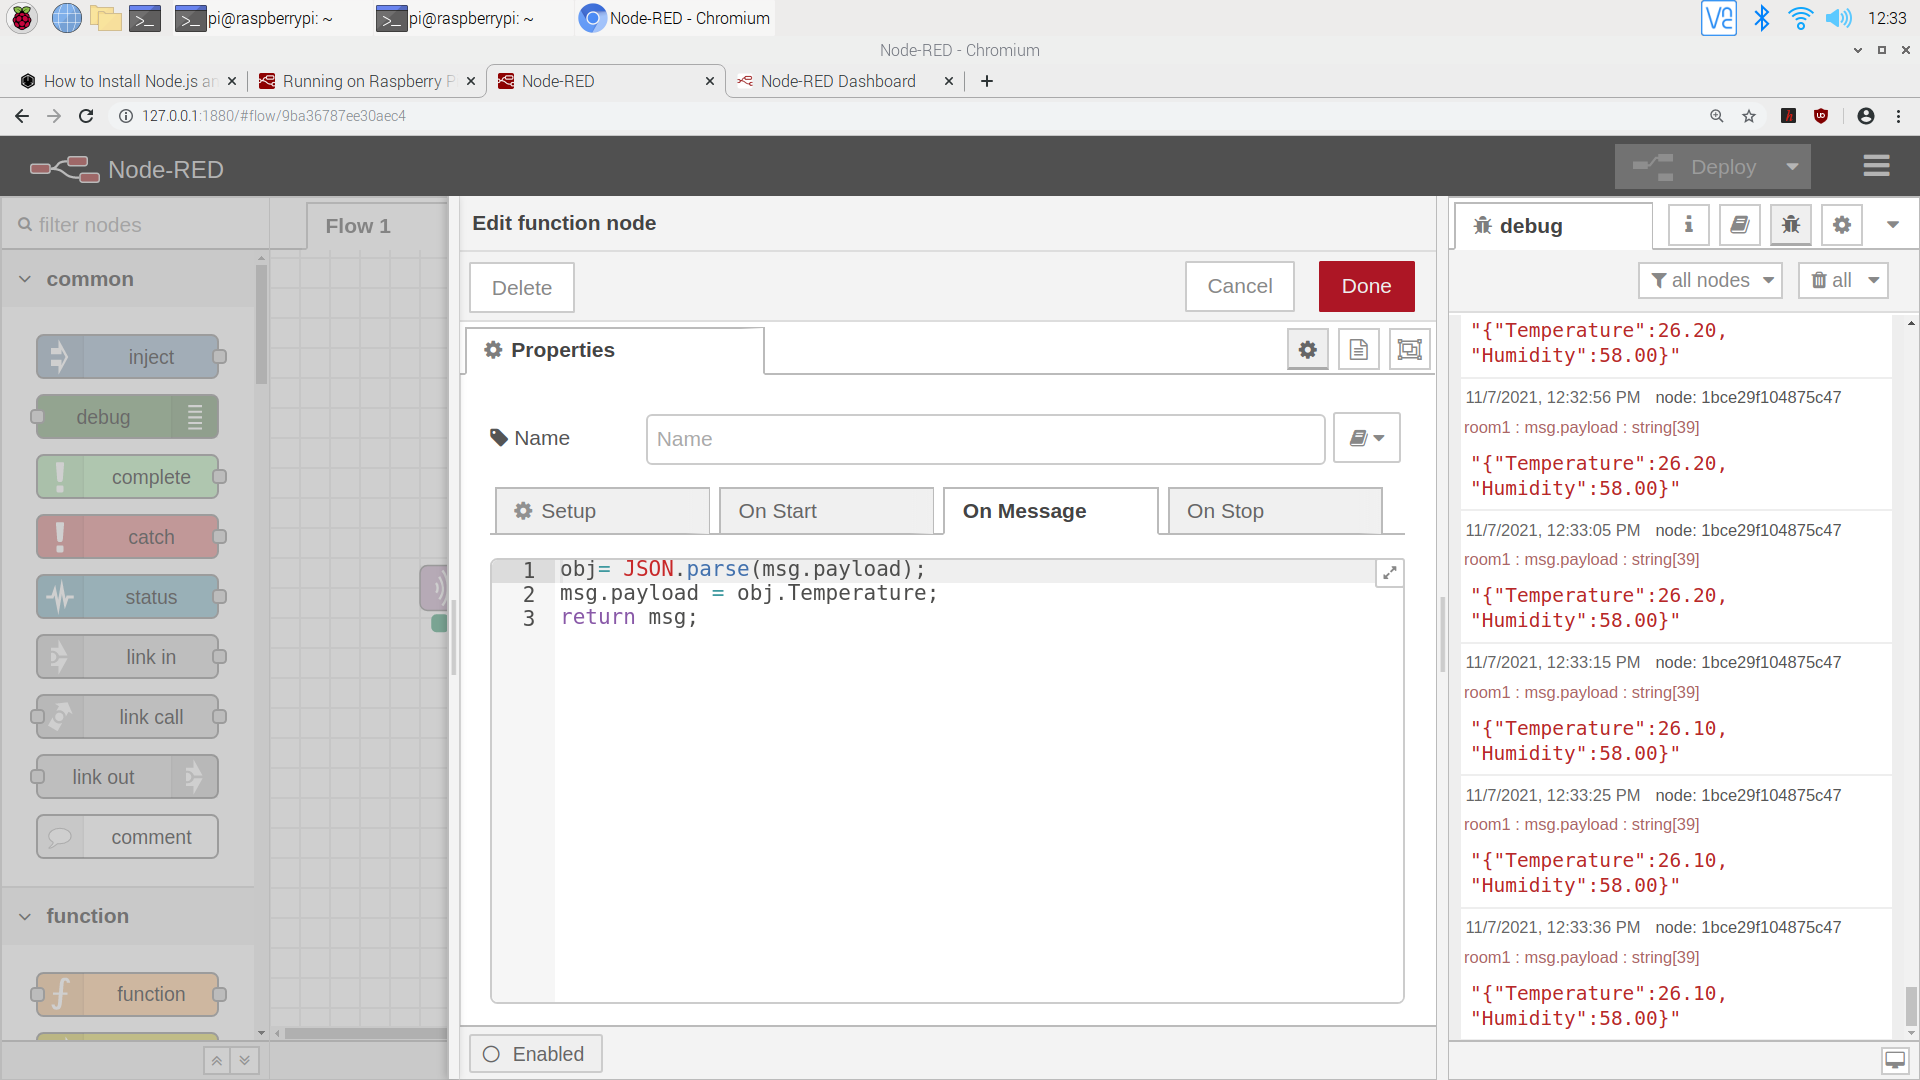 pi@raspberrypi: ~
pi@raspberrypi: ~
Node-RED - Chromium
12:33
Node-RED - Chromium
How to Install Node.js an
Running on Raspberry P
Node-RED
Node-RED Dashboard
127.0.0.1:1880/#flow/9ba36787ee30aec4
Node-RED
Deploy
filter nodes
Flow 1
common
inject
debug
complete
catch
status
link in
link call
link out
comment
function
function
Edit function node
Delete
Cancel
Done
Properties
Name
Name
Setup
On Start
On Message
On Stop
1 obj= JSON.parse(msg.payload);
2 msg.payload = obj.Temperature;
3 return msg;
Enabled
debug
all nodes
all
"{"Temperature":26.20,
"Humidity":58.00}"
11/7/2021, 12:32:56 PM node: 1bce29f104875c47
room1 : msg.payload : string[39]
"{"Temperature":26.20,
"Humidity":58.00}"
11/7/2021, 12:33:05 PM node: 1bce29f104875c47
room1 : msg.payload : string[39]
"{"Temperature":26.20,
"Humidity":58.00}"
11/7/2021, 12:33:15 PM node: 1bce29f104875c47
room1 : msg.payload : string[39]
"{"Temperature":26.10,
"Humidity":58.00}"
11/7/2021, 12:33:25 PM node: 1bce29f104875c47
room1 : msg.payload : string[39]
"{"Temperature":26.10,
"Humidity":58.00}"
11/7/2021, 12:33:36 PM node: 1bce29f104875c47
room1 : msg.payload : string[39]
"{"Temperature":26.10,
"Humidity":58.00}"